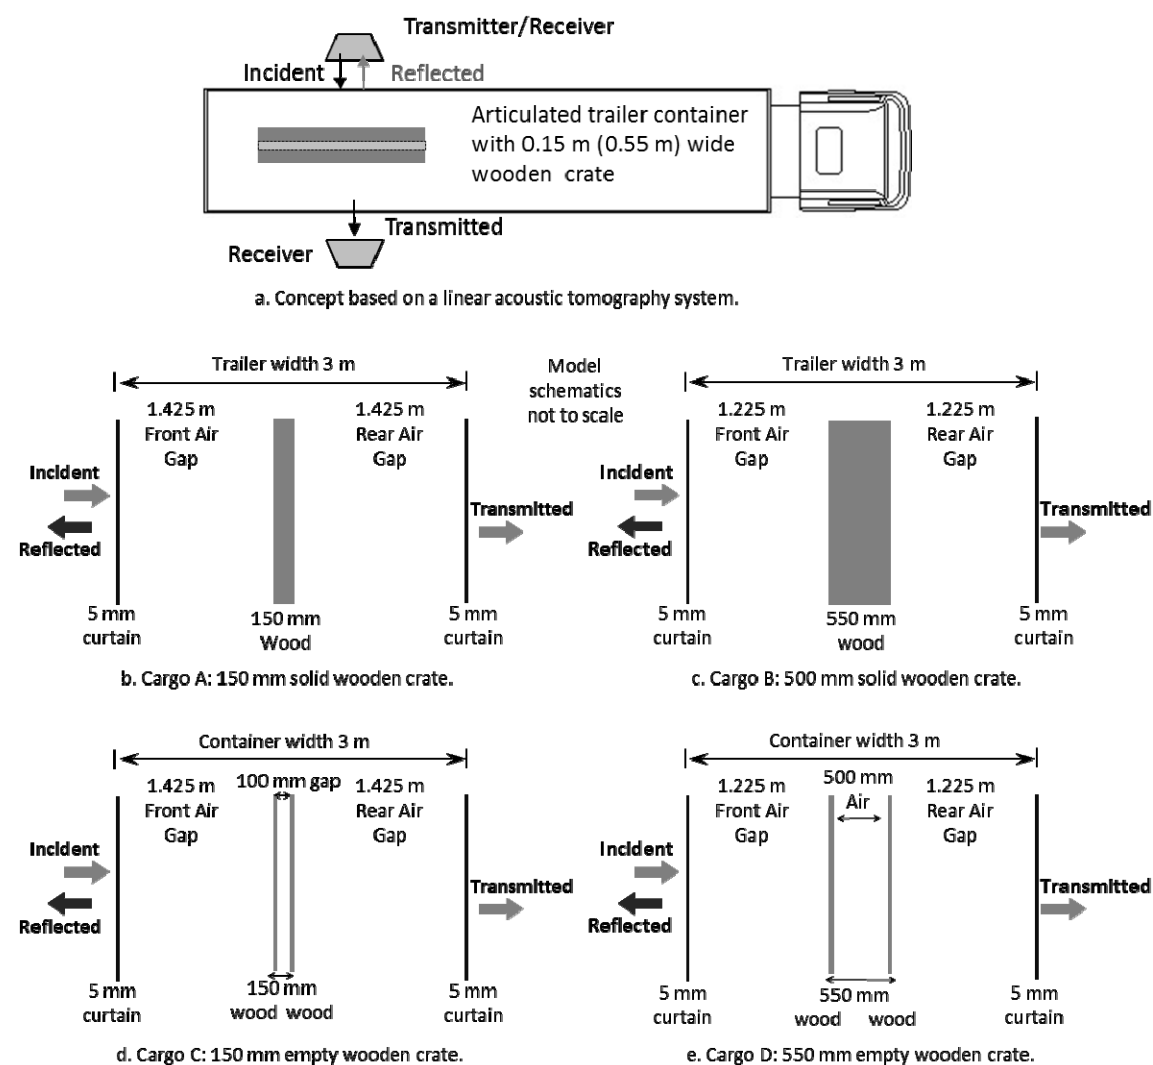 Transmitter/Receiver
Incident
Reflected
Articulated trailer container
with 0.15 m (0.55 m) wide
wooden crate
Transmitted
Receiver
a. Concept based on a linear acoustic tomography system.
Trailer width 3 m
1.425 m
Front Air
Gap
1.425 m
Rear Air
Gap
Incident
Reflected
Transmitted
5 mm
curtain
150 mm
Wood
5 mm
curtain
b. Cargo A: 150 mm solid wooden crate.
Model
schematics
not to scale
Trailer width 3 m
1.225 m
Front Air
Gap
1.225 m
Rear Air
Gap
Incident
Reflected
Transmitted
5 mm
curtain
550 mm
wood
5 mm
curtain
c. Cargo B: 500 mm solid wooden crate.
Container width 3 m
100 mm gap
1.425 m
Front Air
Gap
1.425 m
Rear Air
Gap
Incident
Reflected
Transmitted
5 mm
curtain
150 mm
wood wood
5 mm
curtain
d. Cargo C: 150 mm empty wooden crate.
Container width 3 m
1.225 m
Front Air
Gap
500 mm
Air
1.225 m
Rear Air
Gap
Incident
Reflected
Transmitted
5 mm
curtain
550 mm
wood wood
5 mm
curtain
e. Cargo D: 550 mm empty wooden crate.